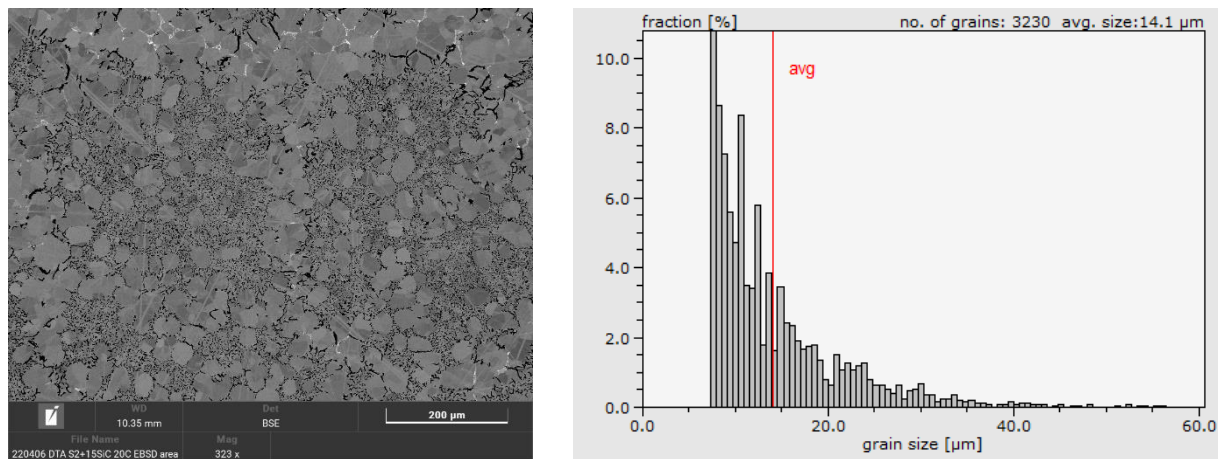 WD
10.35 mm
Det
BSE
200 µm
File Name
220406 DTA S2+15SiC 20C EBSD area
Mag
323 x
fraction [%]
no. of grains: 3230 avg. size:14.1 µm
avg
10.0
8.0
6.0
4.0
2.0
0.0
0.0
20.0
40.0
60.0
grain size [µm]